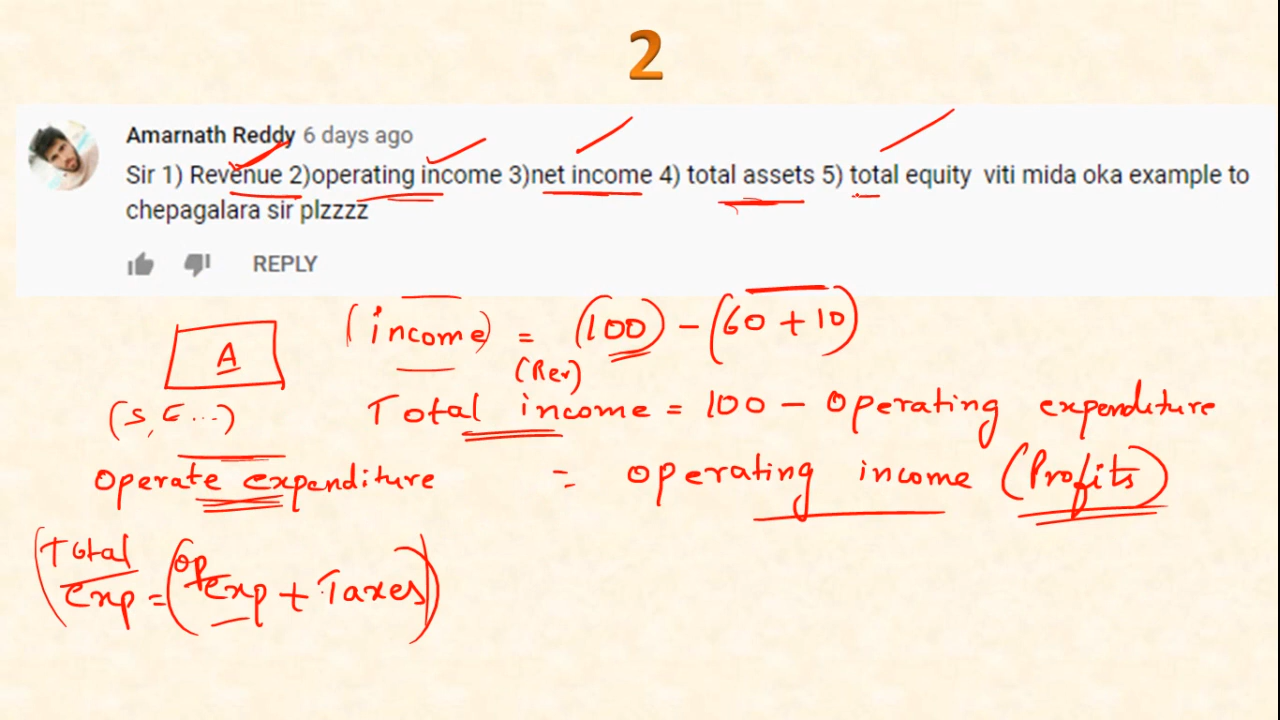 2
Amarnath Reddy 6 days ago
Sir 1) Revenue 2)operating income 3)net income 4) total assets 5) total equity viti mida oka example to
chepagalara sir plzzzz
REPLY
(income) = (100) - (60 + 10)
(Rev)
A
(S, E ...)
Total income = 100 - operating expenditure
operate expenditure
= operating income (Profits)
(Total exp = (op exp + Taxes))